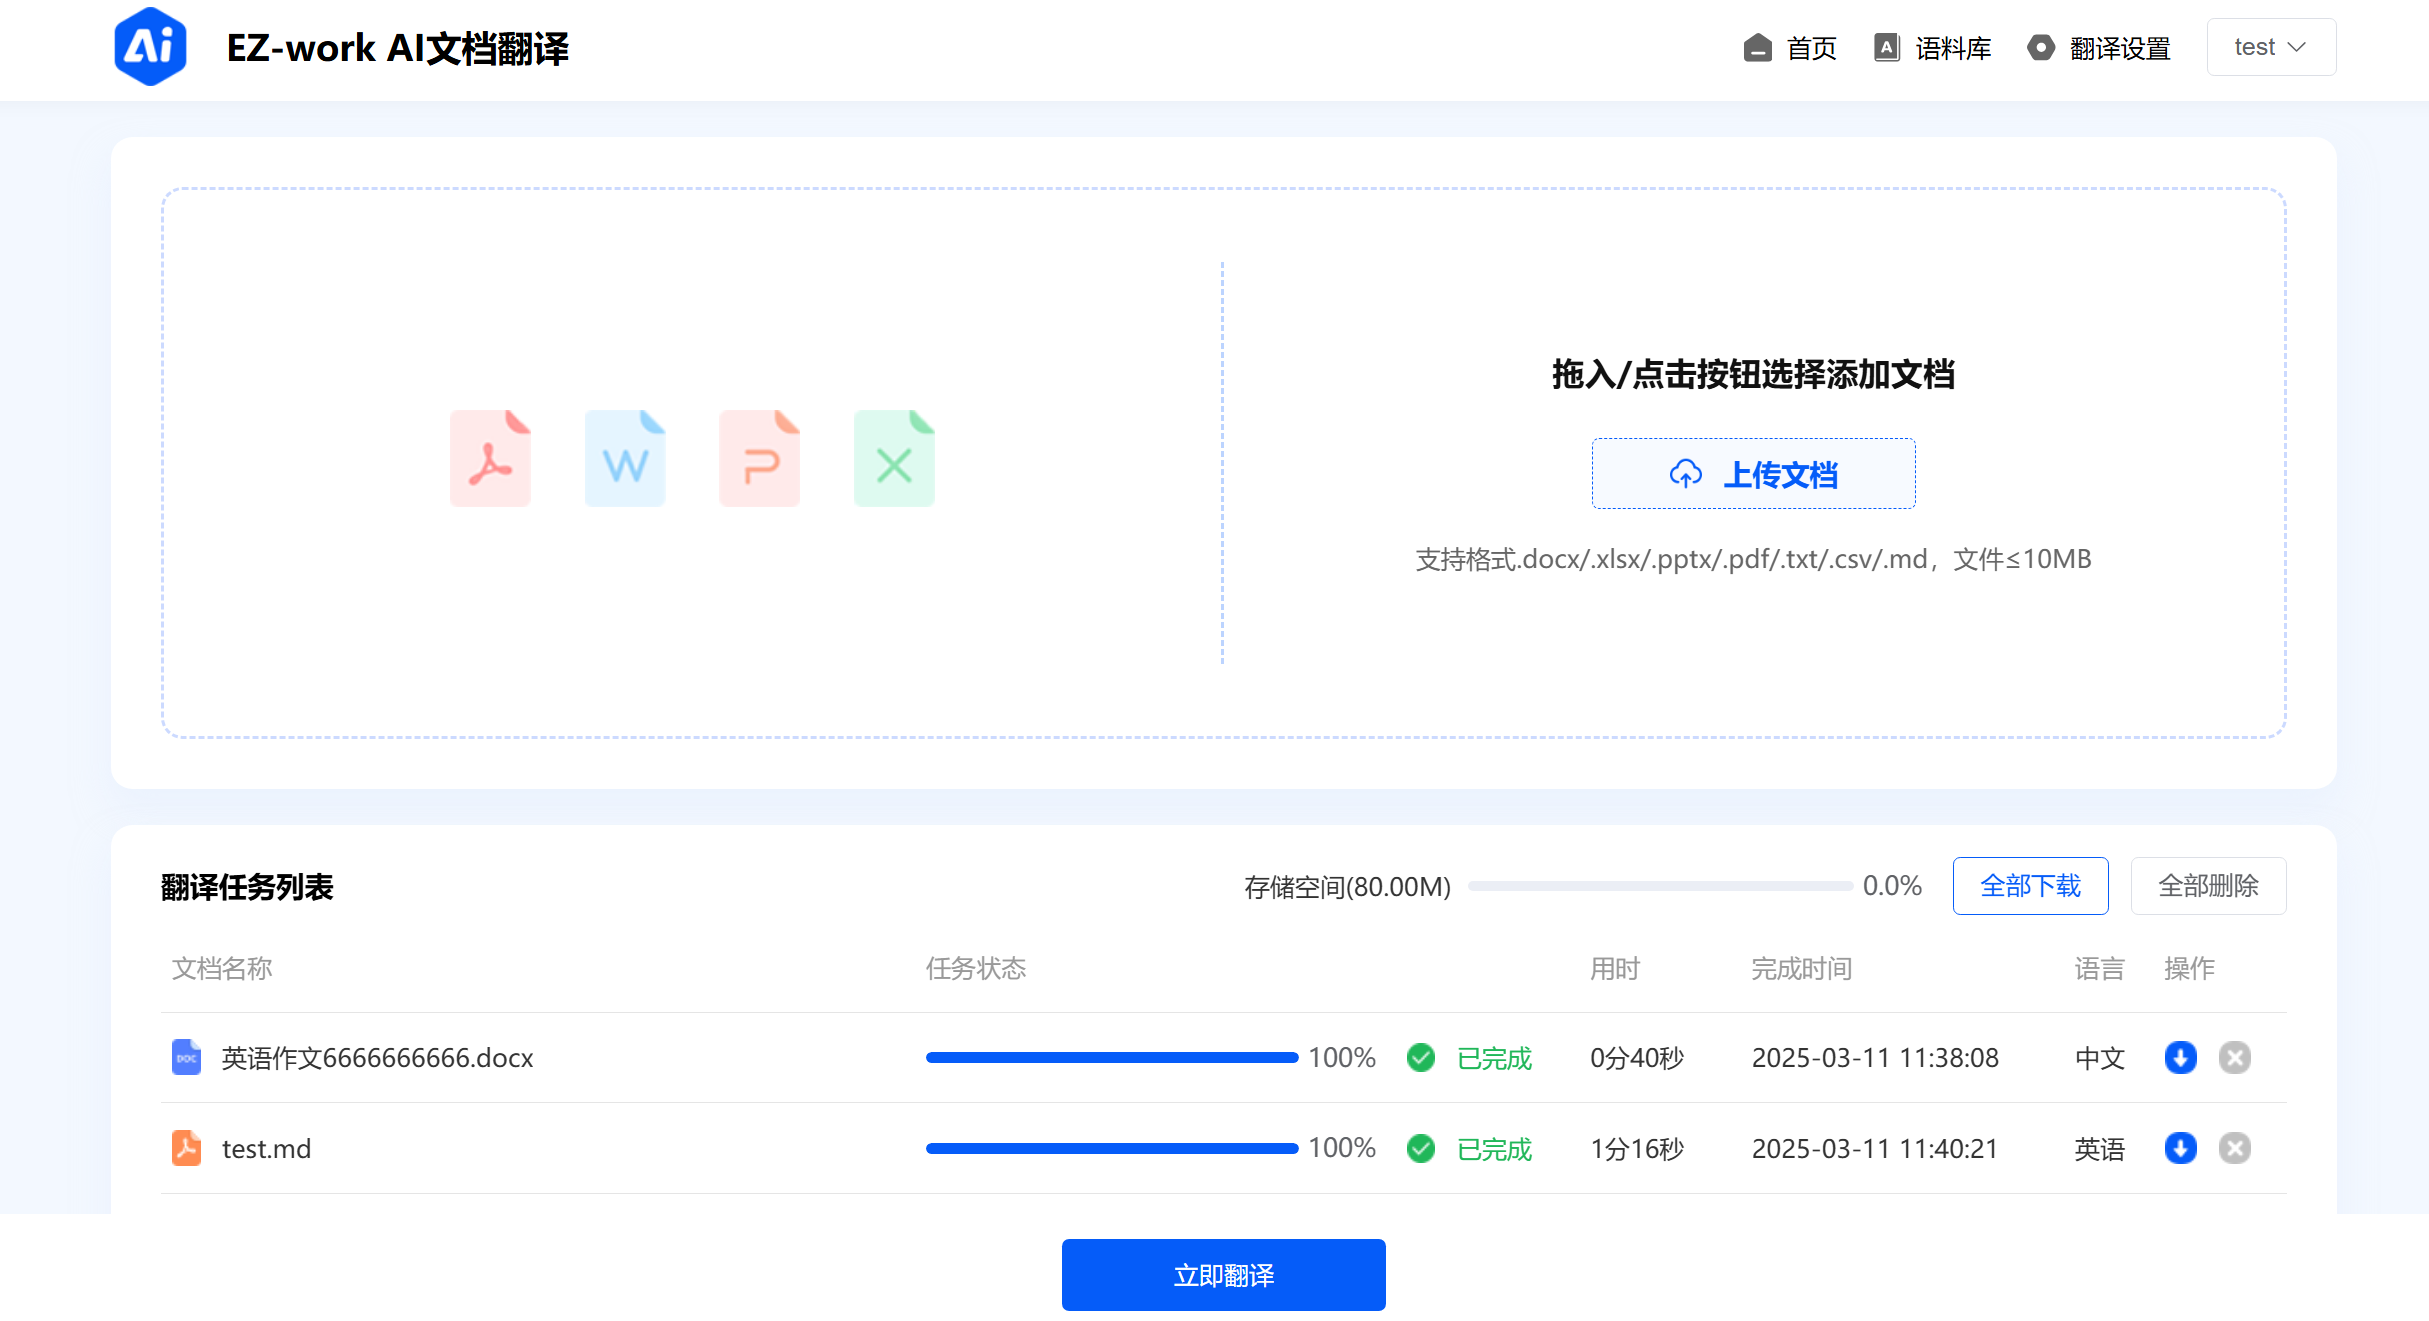 Ai
EZ-work AI文档翻译
首页
A 语料库
翻译设置
test
W
P
X
拖入/点击按钮选择添加文档
上传文档
支持格式.docx/.xlsx/.pptx/.pdf/.txt/.csv/.md，文件≤10MB
翻译任务列表
存储空间(80.00M) 0.0%
全部下载
全部删除
文档名称 任务状态 用时 完成时间 语言 操作
DOC 英语作文6666666666.docx 100% 已完成 0分40秒 2025-03-11 11:38:08 中文
test.md 100% 已完成 1分16秒 2025-03-11 11:40:21 英语
立即翻译